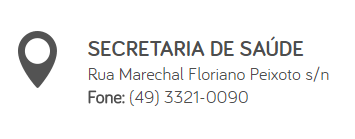 SECRETARIA DE SAÚDE
Rua Marechal Floriano Peixoto s/n
Fone: (49) 3321-0090